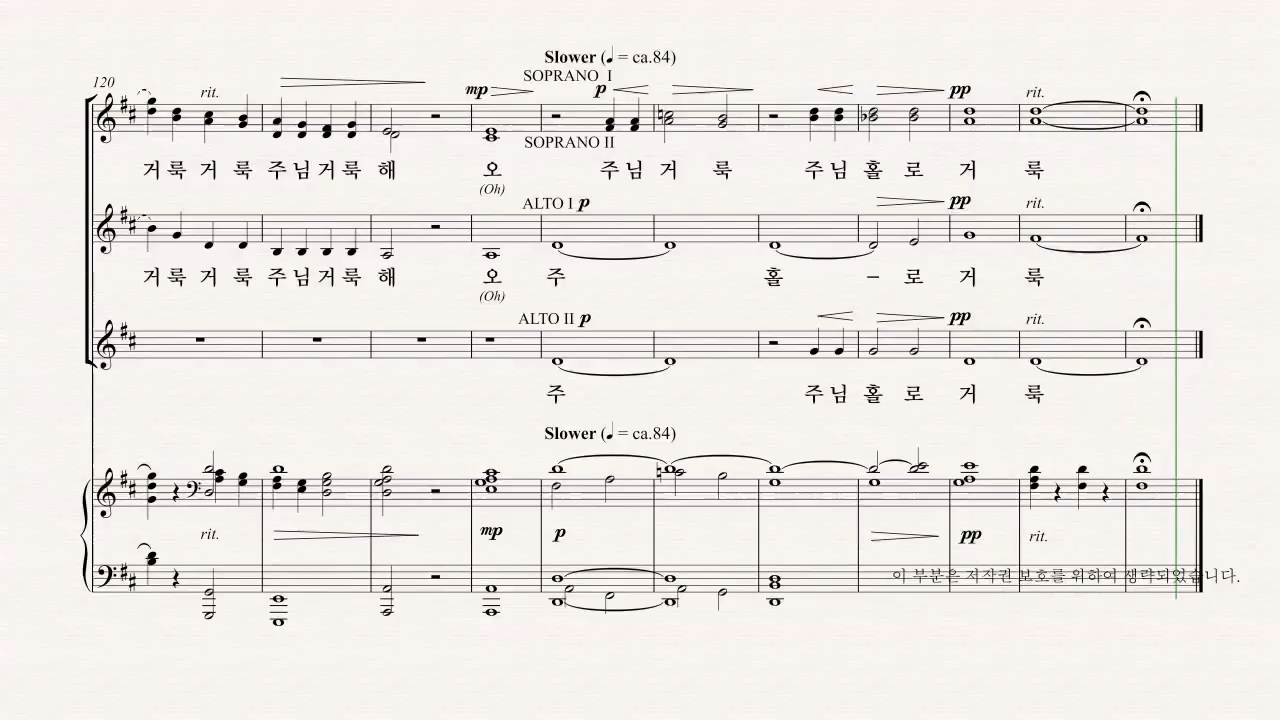 Slower (♩ = ca.84)
SOPRANO I
120
rit.
mp
p
pp
rit.
SOPRANO II
거룩 거 룩 주님거룩 해 오 주님 거 룩 주님 홀 로 거 룩
(Oh)
ALTO I p
pp
rit.
거룩 거 룩 주님거룩 해 오 주 홀 – 로 거 룩
(Oh)
ALTO II p
pp
rit.
주 주님 홀 로 거 룩
Slower (♩ = ca.84)
rit.
mp
p
pp
rit.
이 부분은 저작권 보호를 위하여 생략되었습니다.